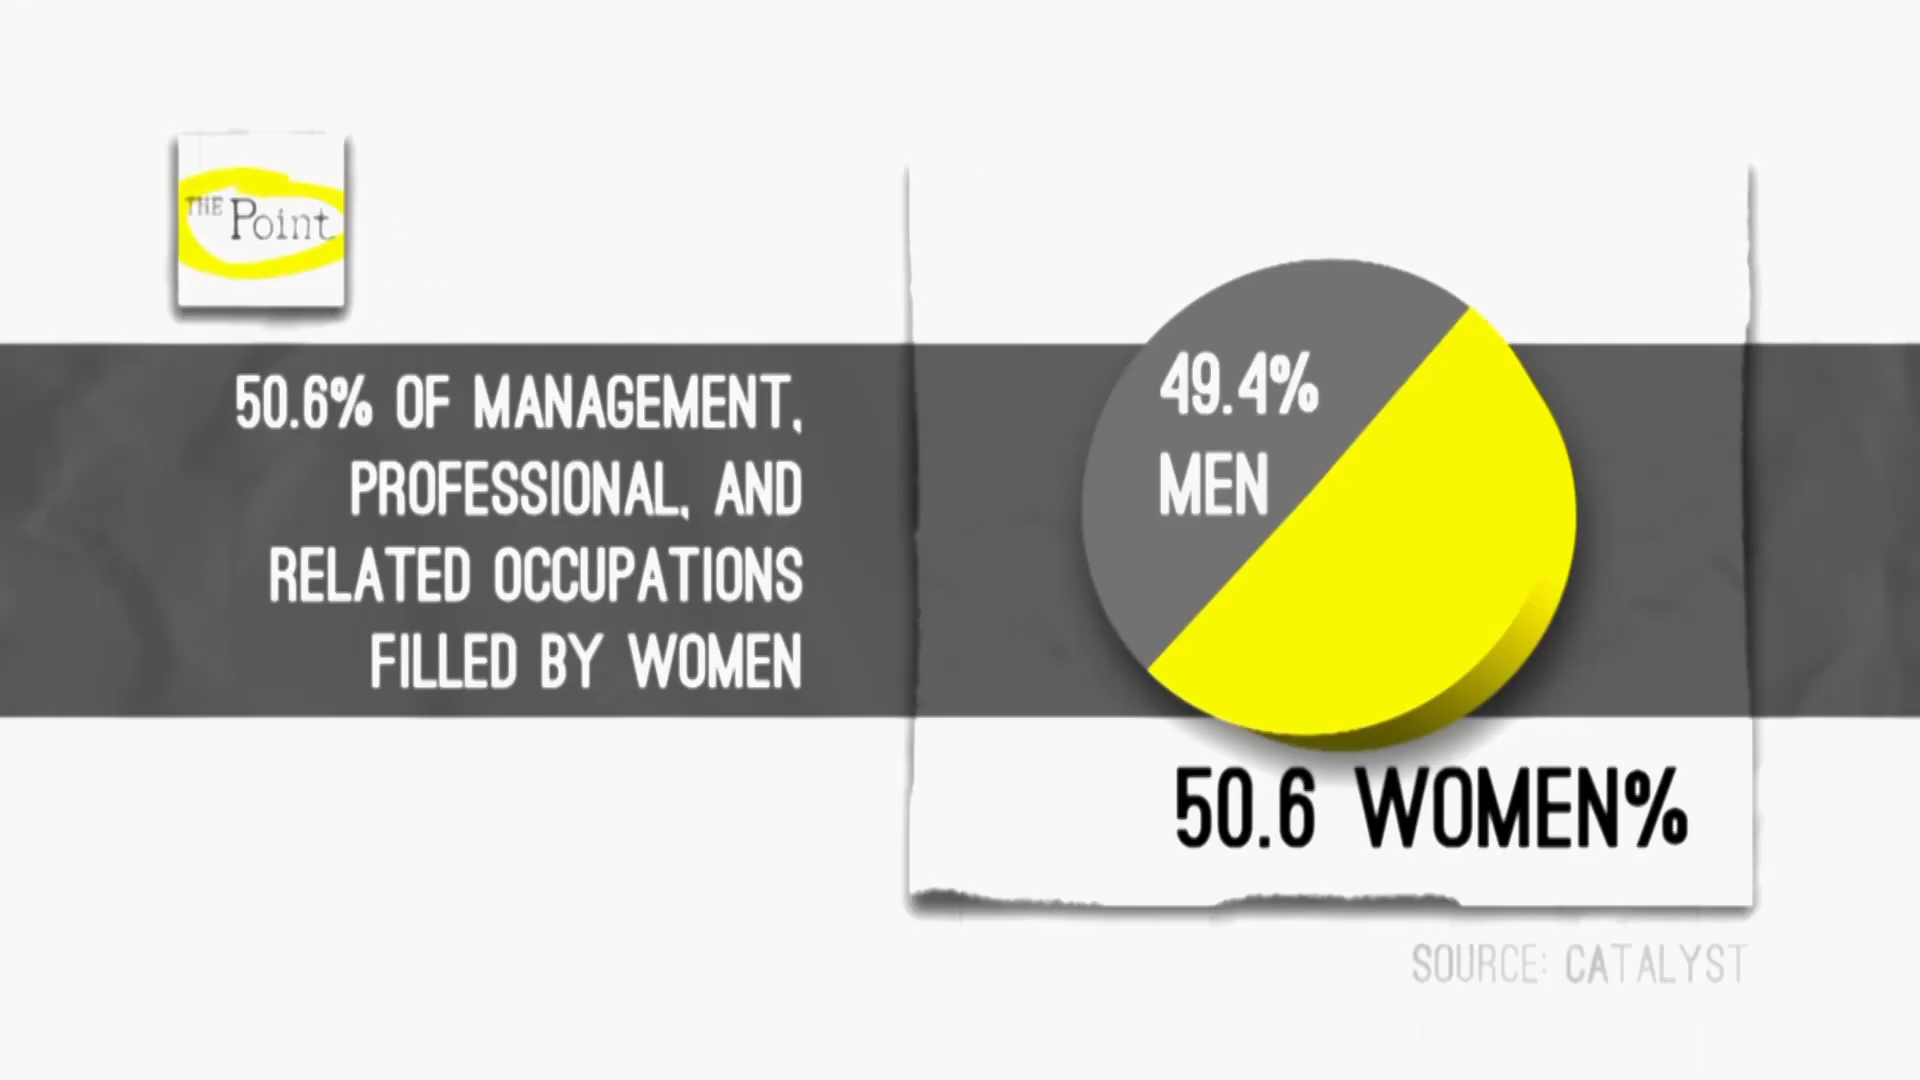 THE Point
50.6% OF MANAGEMENT,
PROFESSIONAL, AND
RELATED OCCUPATIONS
FILLED BY WOMEN
49.4%
MEN
50.6 WOMEN%
SOURCE: CATALYST